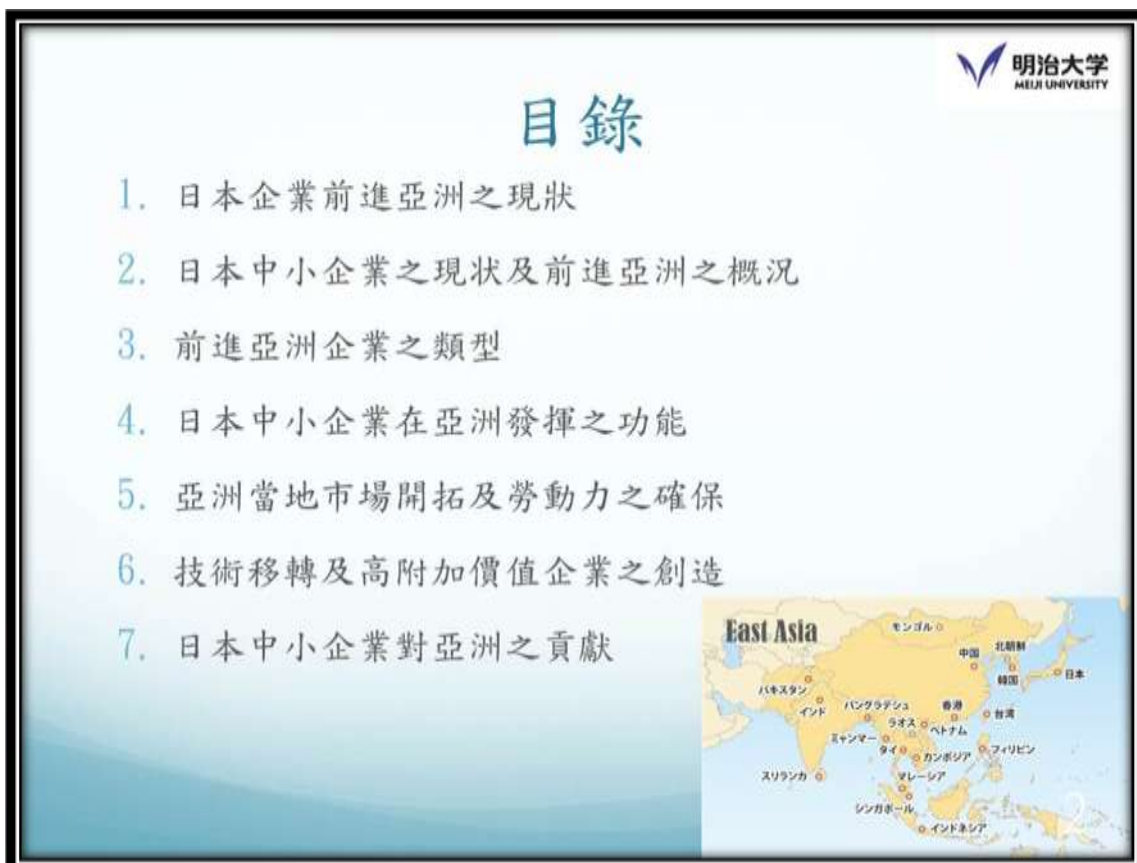 明治大学
MEIJI UNIVERSITY
目錄
1. 日本企業前進亞洲之現狀
2. 日本中小企業之現狀及前進亞洲之概況
3. 前進亞洲企業之類型
4. 日本中小企業在亞洲發揮之功能
5. 亞洲當地市場開拓及勞動力之確保
6. 技術移轉及高附加價值企業之創造
7. 日本中小企業對亞洲之貢獻
East Asia
モンゴル
北朝鮮
中国
韓国
日本
パキスタン
インド
バングラデシュ
香港
台湾
ラオス
ベトナム
ミャンマー
タイ
カンボジア
フィリピン
スリランカ
マレーシア
シンガポール
インドネシア
2